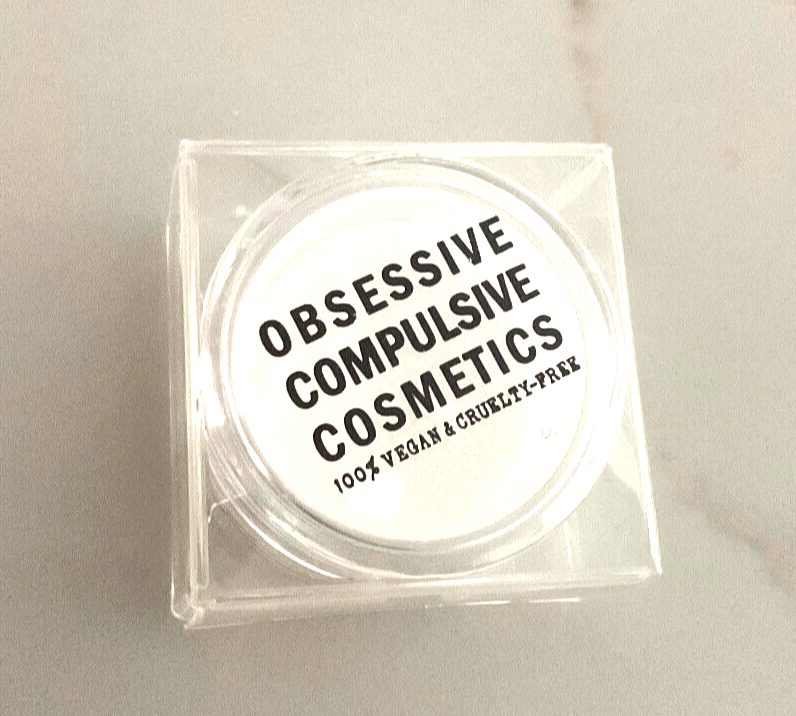 OBSESSIVE
COMPULSIVE
COSMETICS
100% VEGAN & CRUELTY-FREE